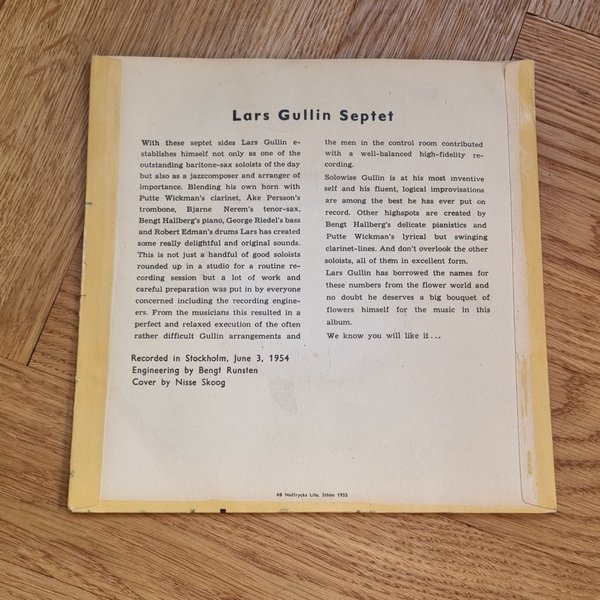 Lars Gullin Septet
With these septet sides Lars Gullin e-
stablishes himself not only as one of the
outstanding baritone-sax soloists of the day
but also as a jazzcomposer and arranger of
importance. Blending his own horn with
Putte Wickman's clarinet, Åke Persson's
trombone, Bjarne Nerem's tenor-sax,
Bengt Hallberg's piano, George Riedel's bass
and Robert Edman's drums Lars has created
some really delightful and original sounds.
This is not just a handful of good soloists
rounded up in a studio for a routine re-
cording session but a lot of work and
careful preparation was put in by everyone
concerned including the recording engine-
ers. From the musicians this resulted in a
perfect and relaxed execution of the often
rather difficult Gullin arrangements and
the men in the control room contributed
with a well-balanced high-fidelity re-
cording.
Solowise Gullin is at his most inventive
self and his fluent, logical improvisations
are among the best he has ever put on
record. Other highspots are created by
Bengt Hallberg's delicate pianistics and
Putte Wickman's lyrical but swinging
clarinet-lines. And don't overlook the other
soloists, all of them in excellent form.
Lars Gullin has borrowed the names for
these numbers from the flower world and
no doubt he deserves a big bouquet of
flowers himself for the music in this
album.
We know you will like it...
Recorded in Stockholm, June 3, 1954
Engineering by Bengt Runsten
Cover by Nisse Skoog
AB Nottrycks Lito. Sthlm 1955